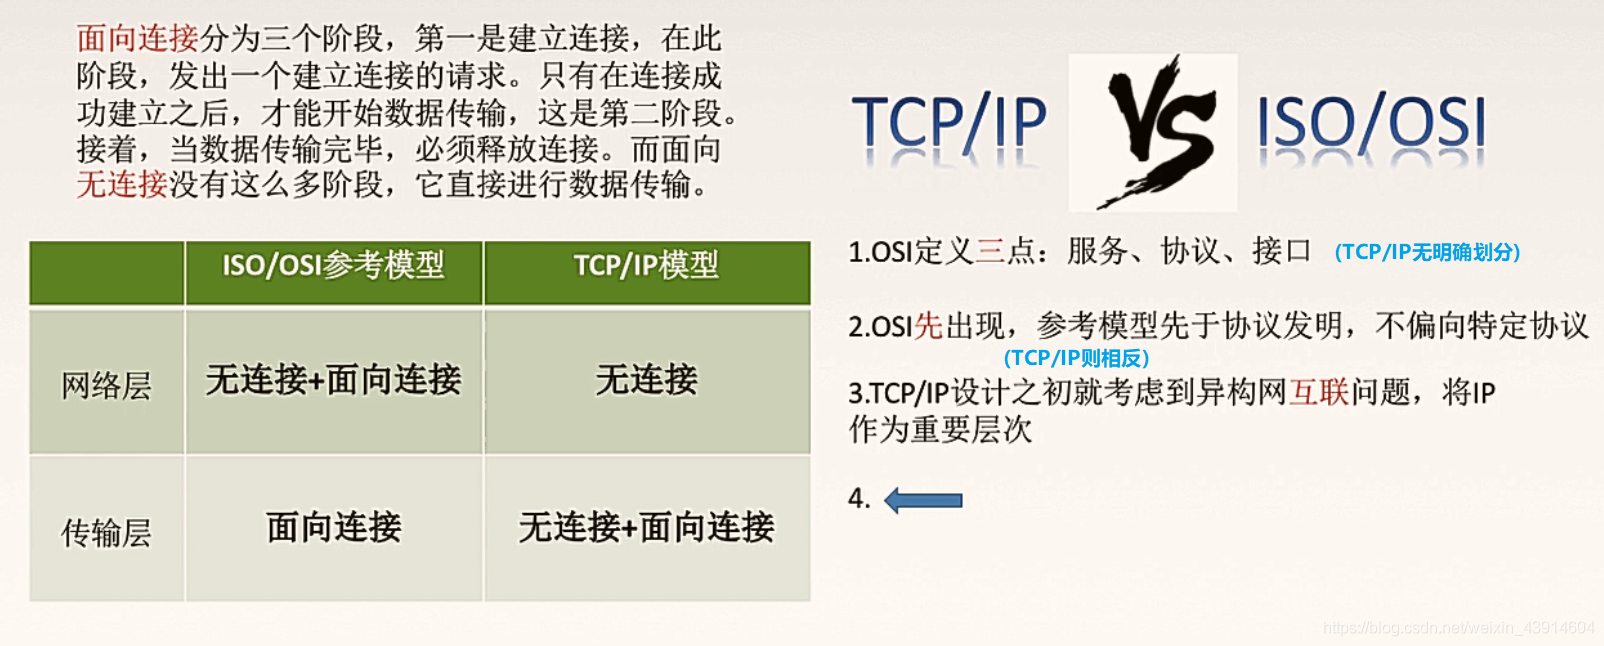 面向连接分为三个阶段，第一是建立连接，在此
阶段，发出一个建立连接的请求。只有在连接成
功建立之后，才能开始数据传输，这是第二阶段。
接着，当数据传输完毕，必须释放连接。而面向
无连接没有这么多阶段，它直接进行数据传输。
ISO/OSI参考模型 TCP/IP模型
网络层 无连接+面向连接 无连接
传输层 面向连接 无连接+面向连接
TCP/IP VS ISO/OSI
1.OSI定义三点：服务、协议、接口 (TCP/IP无明确划分)
2.OSI先出现，参考模型先于协议发明，不偏向特定协议
(TCP/IP则相反)
3.TCP/IP设计之初就考虑到异构网互联问题，将IP
作为重要层次
4.
https://blog.csdn.net/weixin_43914604